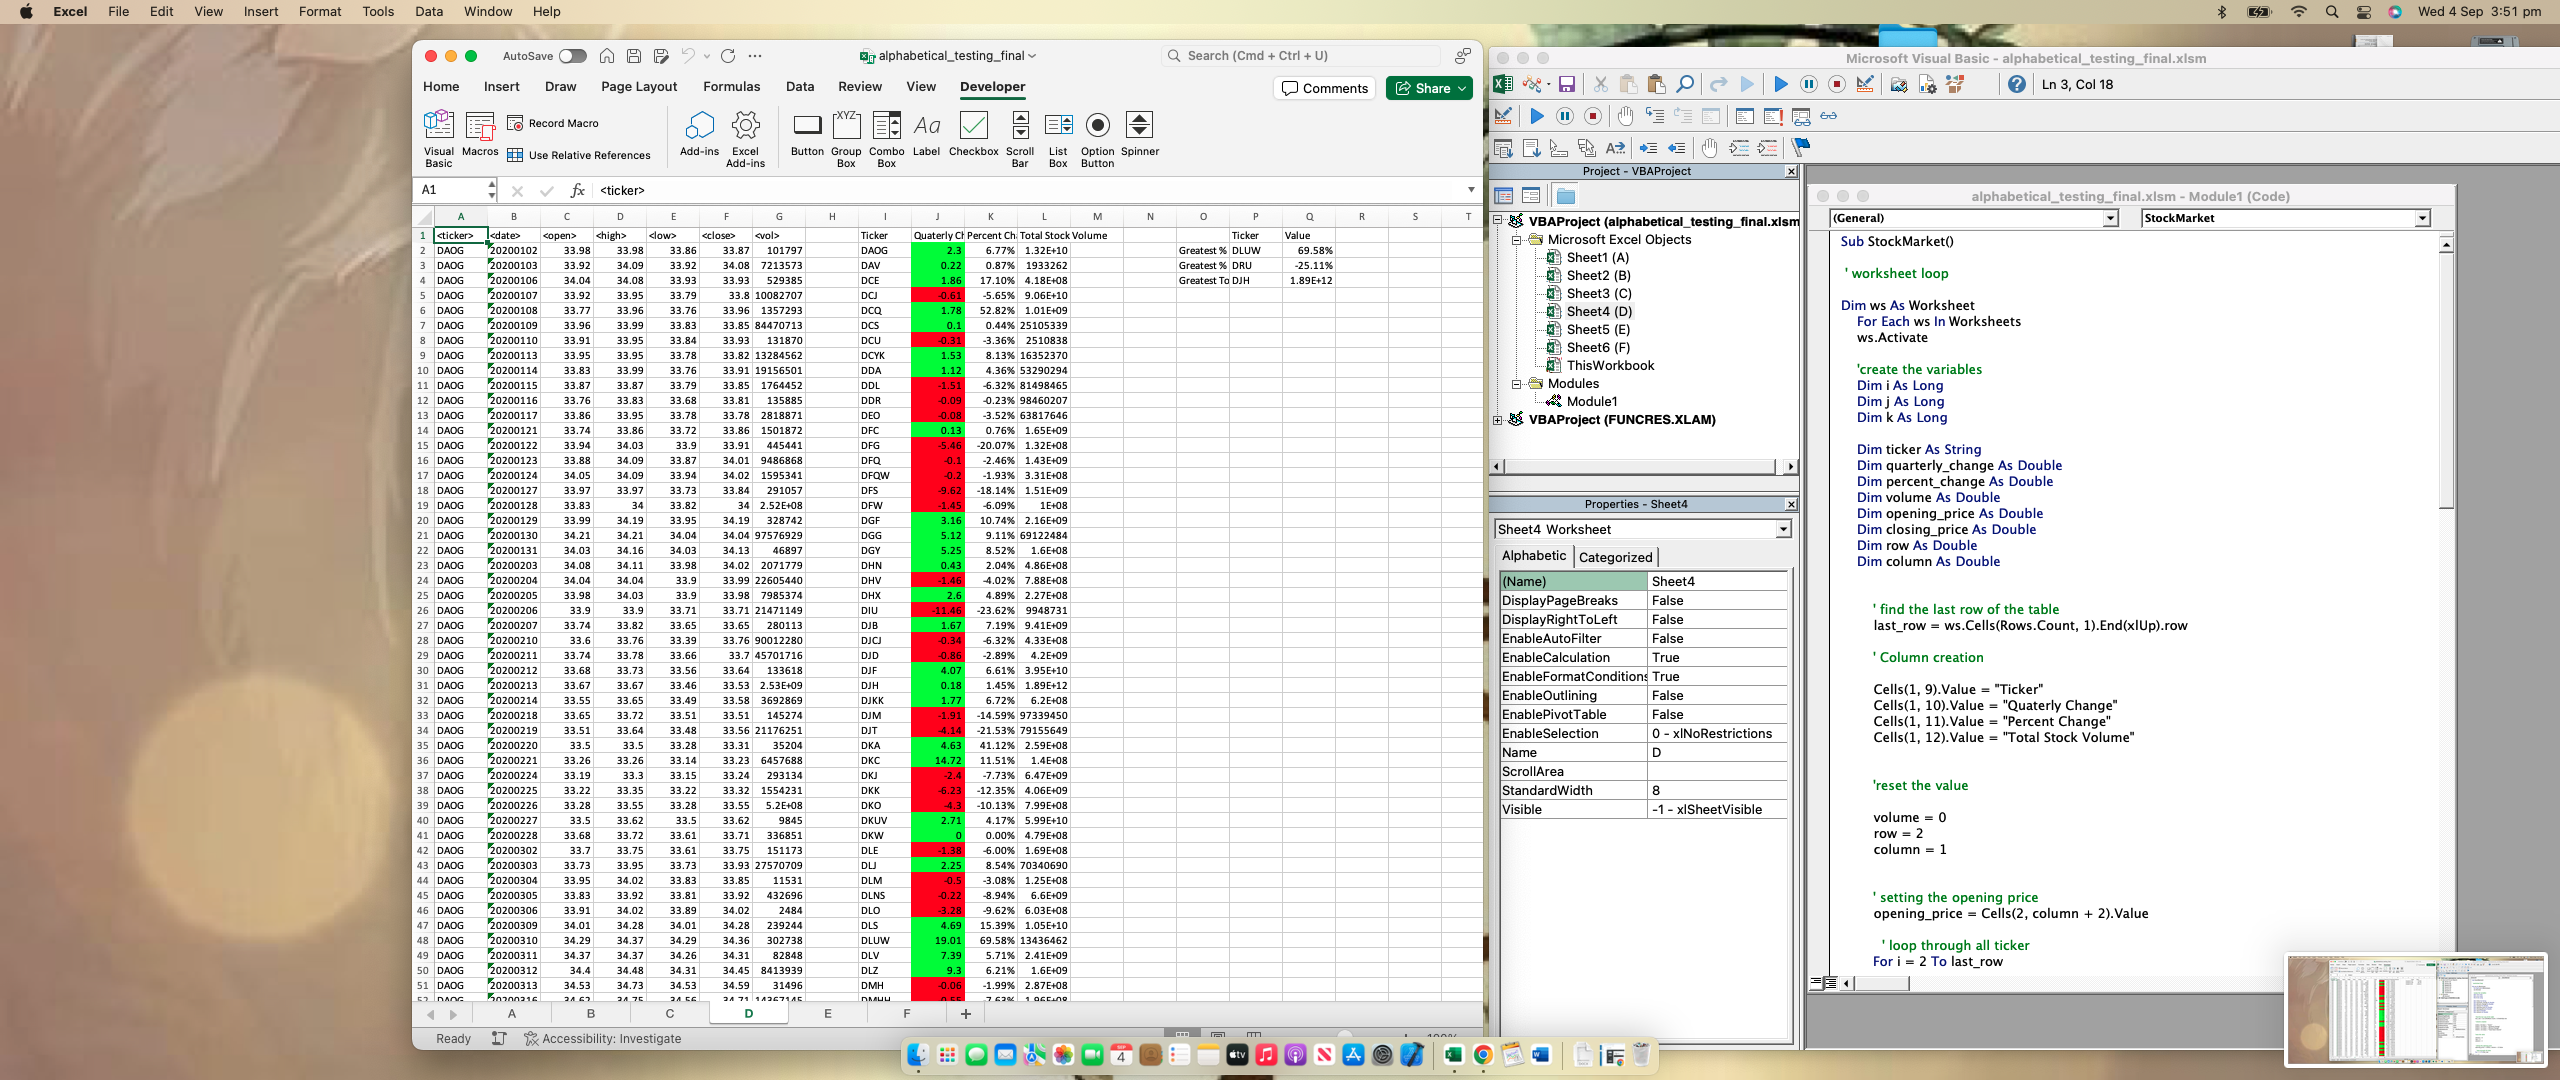 Excel File Edit View Insert Format Tools Data Window Help
Wed 4 Sep 3:51 pm
AutoSave
alphabetical_testing_final
Search (Cmd + Ctrl + U)
Home Insert Draw Page Layout Formulas Data Review View Developer
Comments
Share
Visual Basic
Macros
Record Macro
Use Relative References
Add-ins
Excel Add-ins
Button
Group Box
Combo Box
Label
Checkbox
Scroll Bar
List Box
Option Button
Spinner
A1
fx <ticker>
A B C D E F G H I J K L M N O P Q R S T
1 <ticker> <date> <open> <high> <low> <close> <vol> Ticker Quaterly Ch Percent Ch Total Stock Volume Ticker Value
2 DAOG 20200102 33.98 33.98 33.86 33.87 101797 DAOG 2.3 6.77% 1.32E+10 Greatest % DLUW 69.58%
3 DAOG 20200103 33.92 34.09 33.92 34.08 7213573 DAV 0.22 0.87% 1933262 Greatest % DRU -25.11%
4 DAOG 20200106 34.04 34.08 33.93 33.93 529385 DCE 1.86 17.10% 4.18E+08 Greatest To DJH 1.89E+12
5 DAOG 20200107 33.92 33.95 33.79 33.8 10082707 DCJ -0.61 -5.65% 9.06E+10
6 DAOG 20200108 33.77 33.96 33.76 33.96 1357293 DCQ 1.78 52.82% 1.01E+09
7 DAOG 20200109 33.96 33.99 33.83 33.85 84470713 DCS 0.1 0.44% 25105339
8 DAOG 20200110 33.91 33.95 33.84 33.93 131870 DCU -0.31 -3.36% 2510838
9 DAOG 20200113 33.95 33.95 33.78 33.82 13284562 DCYK 1.53 8.13% 16352370
10 DAOG 20200114 33.83 33.99 33.76 33.91 19156501 DDA 1.12 4.36% 53290294
11 DAOG 20200115 33.87 33.87 33.79 33.85 1764452 DDL -1.51 -6.32% 81498465
12 DAOG 20200116 33.76 33.83 33.68 33.81 135885 DDR -0.09 -0.23% 98460207
13 DAOG 20200117 33.86 33.95 33.78 33.78 2818871 DEO -0.08 -3.52% 63817646
14 DAOG 20200121 33.74 33.86 33.72 33.86 1501872 DFC 0.13 0.76% 1.65E+09
15 DAOG 20200122 33.94 34.03 33.9 33.91 445441 DFG -5.46 -20.07% 1.32E+08
16 DAOG 20200123 33.88 34.09 33.87 34.01 9486868 DFQ -0.1 -2.46% 1.43E+09
17 DAOG 20200124 34.05 34.09 33.94 34.02 1595341 DFQW -0.2 -1.93% 3.31E+08
18 DAOG 20200127 33.97 33.97 33.73 33.84 291057 DFS -9.62 -18.14% 1.51E+09
19 DAOG 20200128 33.83 34 33.82 34 2.52E+08 DFW -1.45 -6.09% 1E+08
20 DAOG 20200129 33.99 34.19 33.95 34.19 328742 DGF 3.16 10.74% 2.16E+09
21 DAOG 20200130 34.21 34.21 34.04 34.04 97576929 DGG 5.12 9.11% 69122484
22 DAOG 20200131 34.03 34.16 34.03 34.13 46897 DGY 5.25 8.52% 1.6E+08
23 DAOG 20200203 34.08 34.11 33.98 34.02 2071779 DHN 0.43 2.04% 4.86E+08
24 DAOG 20200204 34.04 34.04 33.9 33.99 22605440 DHV -1.46 -4.02% 7.88E+08
25 DAOG 20200205 33.98 34.03 33.9 33.98 7985374 DHX 2.6 4.89% 2.27E+08
26 DAOG 20200206 33.9 33.9 33.71 33.71 21471149 DIU -11.46 -23.62% 9948731
27 DAOG 20200207 33.74 33.82 33.65 33.65 280113 DJB 1.67 7.19% 9.41E+09
28 DAOG 20200210 33.6 33.76 33.39 33.76 90012280 DJCJ -0.34 -6.32% 4.33E+08
29 DAOG 20200211 33.74 33.78 33.66 33.7 45701716 DJD -0.86 -2.89% 4.2E+09
30 DAOG 20200212 33.68 33.73 33.56 33.64 133618 DJF 4.07 6.61% 3.95E+10
31 DAOG 20200213 33.67 33.67 33.46 33.53 2.53E+09 DJH 0.18 1.45% 1.89E+12
32 DAOG 20200214 33.55 33.65 33.49 33.58 3692869 DJKK 1.77 6.72% 6.2E+08
33 DAOG 20200218 33.65 33.72 33.51 33.51 145274 DJM -1.91 -14.59% 97339450
34 DAOG 20200219 33.51 33.64 33.48 33.56 21176251 DJT -4.14 -21.53% 79155649
35 DAOG 20200220 33.5 33.5 33.28 33.31 35204 DKA 4.63 41.12% 2.59E+08
36 DAOG 20200221 33.26 33.26 33.14 33.23 6457688 DKC 14.72 11.51% 1.4E+08
37 DAOG 20200224 33.19 33.3 33.15 33.24 293134 DKJ -2.4 -7.73% 6.47E+09
38 DAOG 20200225 33.22 33.35 33.22 33.32 1554231 DKK -6.23 -12.35% 4.06E+09
39 DAOG 20200226 33.28 33.55 33.28 33.55 5.2E+08 DKO -4.3 -10.13% 7.99E+08
40 DAOG 20200227 33.5 33.62 33.5 33.62 9845 DKUV 2.71 4.17% 5.99E+10
41 DAOG 20200228 33.68 33.72 33.61 33.71 336851 DKW 0 0.00% 4.79E+08
42 DAOG 20200302 33.7 33.75 33.61 33.75 151173 DLE -1.38 -6.00% 1.69E+08
43 DAOG 20200303 33.73 33.95 33.73 33.93 27570709 DLJ 2.25 8.54% 70340690
44 DAOG 20200304 33.95 34.02 33.83 33.85 11531 DLM -0.5 -3.08% 1.25E+08
45 DAOG 20200305 33.83 33.92 33.81 33.92 432696 DLNS -0.22 -8.94% 6.6E+09
46 DAOG 20200306 33.91 34.02 33.89 34.02 2484 DLO -3.28 -9.62% 6.03E+08
47 DAOG 20200309 34.01 34.28 34.01 34.28 239244 DLS 4.69 15.39% 1.05E+10
48 DAOG 20200310 34.29 34.37 34.29 34.36 302738 DLUW 19.01 69.58% 13436462
49 DAOG 20200311 34.37 34.37 34.26 34.31 82848 DLV 7.39 5.71% 2.41E+09
50 DAOG 20200312 34.4 34.48 34.31 34.45 8413939 DLZ 9.3 6.21% 1.6E+09
51 DAOG 20200313 34.53 34.73 34.53 34.59 31496 DMH -0.06 -1.99% 2.87E+08
A B C D E F
Ready
Accessibility: Investigate
Microsoft Visual Basic - alphabetical_testing_final.xlsm
Ln 3, Col 18
Project - VBAProject
VBAProject (alphabetical_testing_final.xlsm
Microsoft Excel Objects
Sheet1 (A)
Sheet2 (B)
Sheet3 (C)
Sheet4 (D)
Sheet5 (E)
Sheet6 (F)
ThisWorkbook
Modules
Module1
VBAProject (FUNCRES.XLAM)
Properties - Sheet4
Sheet4 Worksheet
Alphabetic Categorized
(Name) Sheet4
DisplayPageBreaks False
DisplayRightToLeft False
EnableAutoFilter False
EnableCalculation True
EnableFormatConditions True
EnableOutlining False
EnablePivotTable False
EnableSelection 0 - xlNoRestrictions
Name D
ScrollArea
StandardWidth 8
Visible -1 - xlSheetVisible
alphabetical_testing_final.xlsm - Module1 (Code)
(General) StockMarket
Sub StockMarket()
' worksheet loop
Dim ws As Worksheet
For Each ws In Worksheets
ws.Activate
'create the variables
Dim i As Long
Dim j As Long
Dim k As Long
Dim ticker As String
Dim quarterly_change As Double
Dim percent_change As Double
Dim volume As Double
Dim opening_price As Double
Dim closing_price As Double
Dim row As Double
Dim column As Double
' find the last row of the table
last_row = ws.Cells(Rows.Count, 1).End(xlUp).row
' Column creation
Cells(1, 9).Value = "Ticker"
Cells(1, 10).Value = "Quaterly Change"
Cells(1, 11).Value = "Percent Change"
Cells(1, 12).Value = "Total Stock Volume"
'reset the value
volume = 0
row = 2
column = 1
' setting the opening price
opening_price = Cells(2, column + 2).Value
' loop through all ticker
For i = 2 To last_row